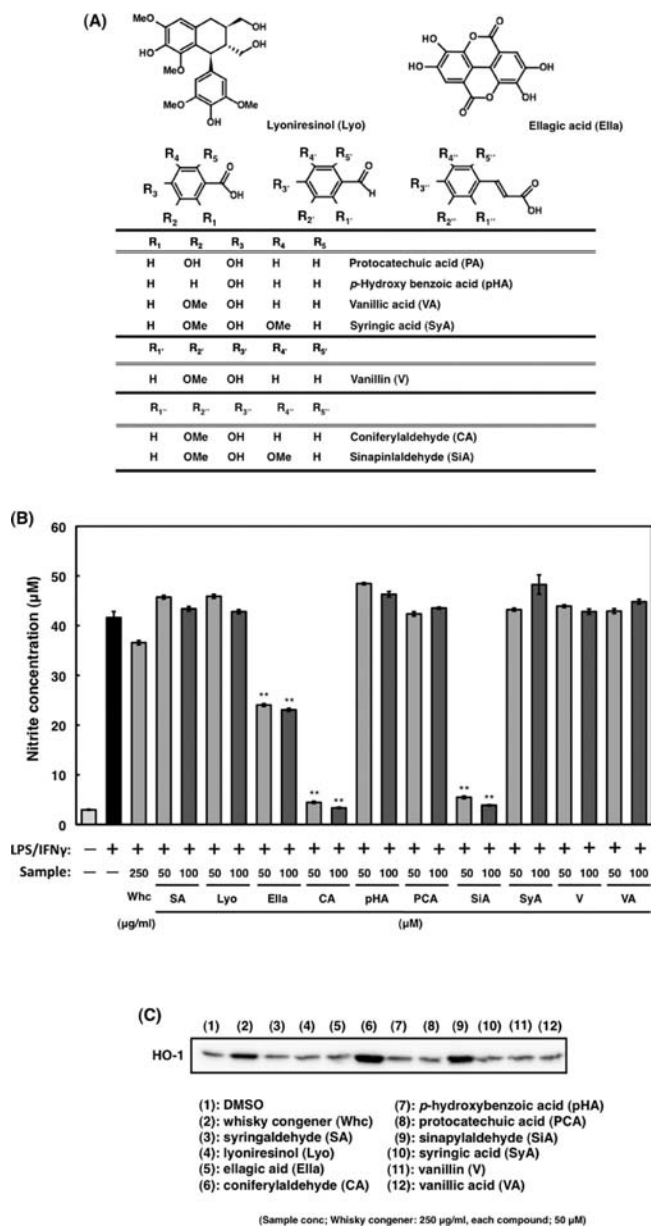 (A)
MeO
HO
OMe
OH
OH
MeO
OMe
OH
Lyoniresinol (Lyo)
HO
HO
O
O
O
O
OH
OH
Ellagic acid (Ella)
R4 R5 O
R3 OH
R2 R1
R4' R5' O
R3' H
R2' R1'
R4'' R5'' O
R3'' OH
R2'' R1''
R1 R2 R3 R4 R5
H OH OH H H Protocatechuic acid (PA)
H H OH H H p-Hydroxy benzoic acid (pHA)
H OMe OH H H Vanillic acid (VA)
H OMe OH OMe H Syringic acid (SyA)
R1' R2' R3' R4' R5'
H OMe OH H H Vanillin (V)
R1'' R2'' R3'' R4'' R5''
H OMe OH H H Coniferylaldehyde (CA)
H OMe OH OMe H Sinapinlaldehyde (SiA)
(B)
Nitrite concentration (µM)
60
50
40
30
20
10
0
** ** ** ** ** **
LPS/IFNγ: — + + + + + + + + + + + + + + + + + + + + + +
Sample: — — 250 50 100 50 100 50 100 50 100 50 100 50 100 50 100 50 100 50 100 50 100
Whc SA Lyo Ella CA pHA PCA SiA SyA V VA
(µg/ml) (µM)
(C)
(1) (2) (3) (4) (5) (6) (7) (8) (9) (10) (11) (12)
HO-1
(1): DMSO (7): p-hydroxybenzoic acid (pHA)
(2): whisky congener (Whc) (8): protocatechuic acid (PCA)
(3): syringaldehyde (SA) (9): sinapylaldehyde (SiA)
(4): lyoniresinol (Lyo) (10): syringic acid (SyA)
(5): ellagic aid (Ella) (11): vanillin (V)
(6): coniferylaldehyde (CA) (12): vanillic acid (VA)
(Sample conc; Whisky congener: 250 µg/ml, each compound; 50 µM)